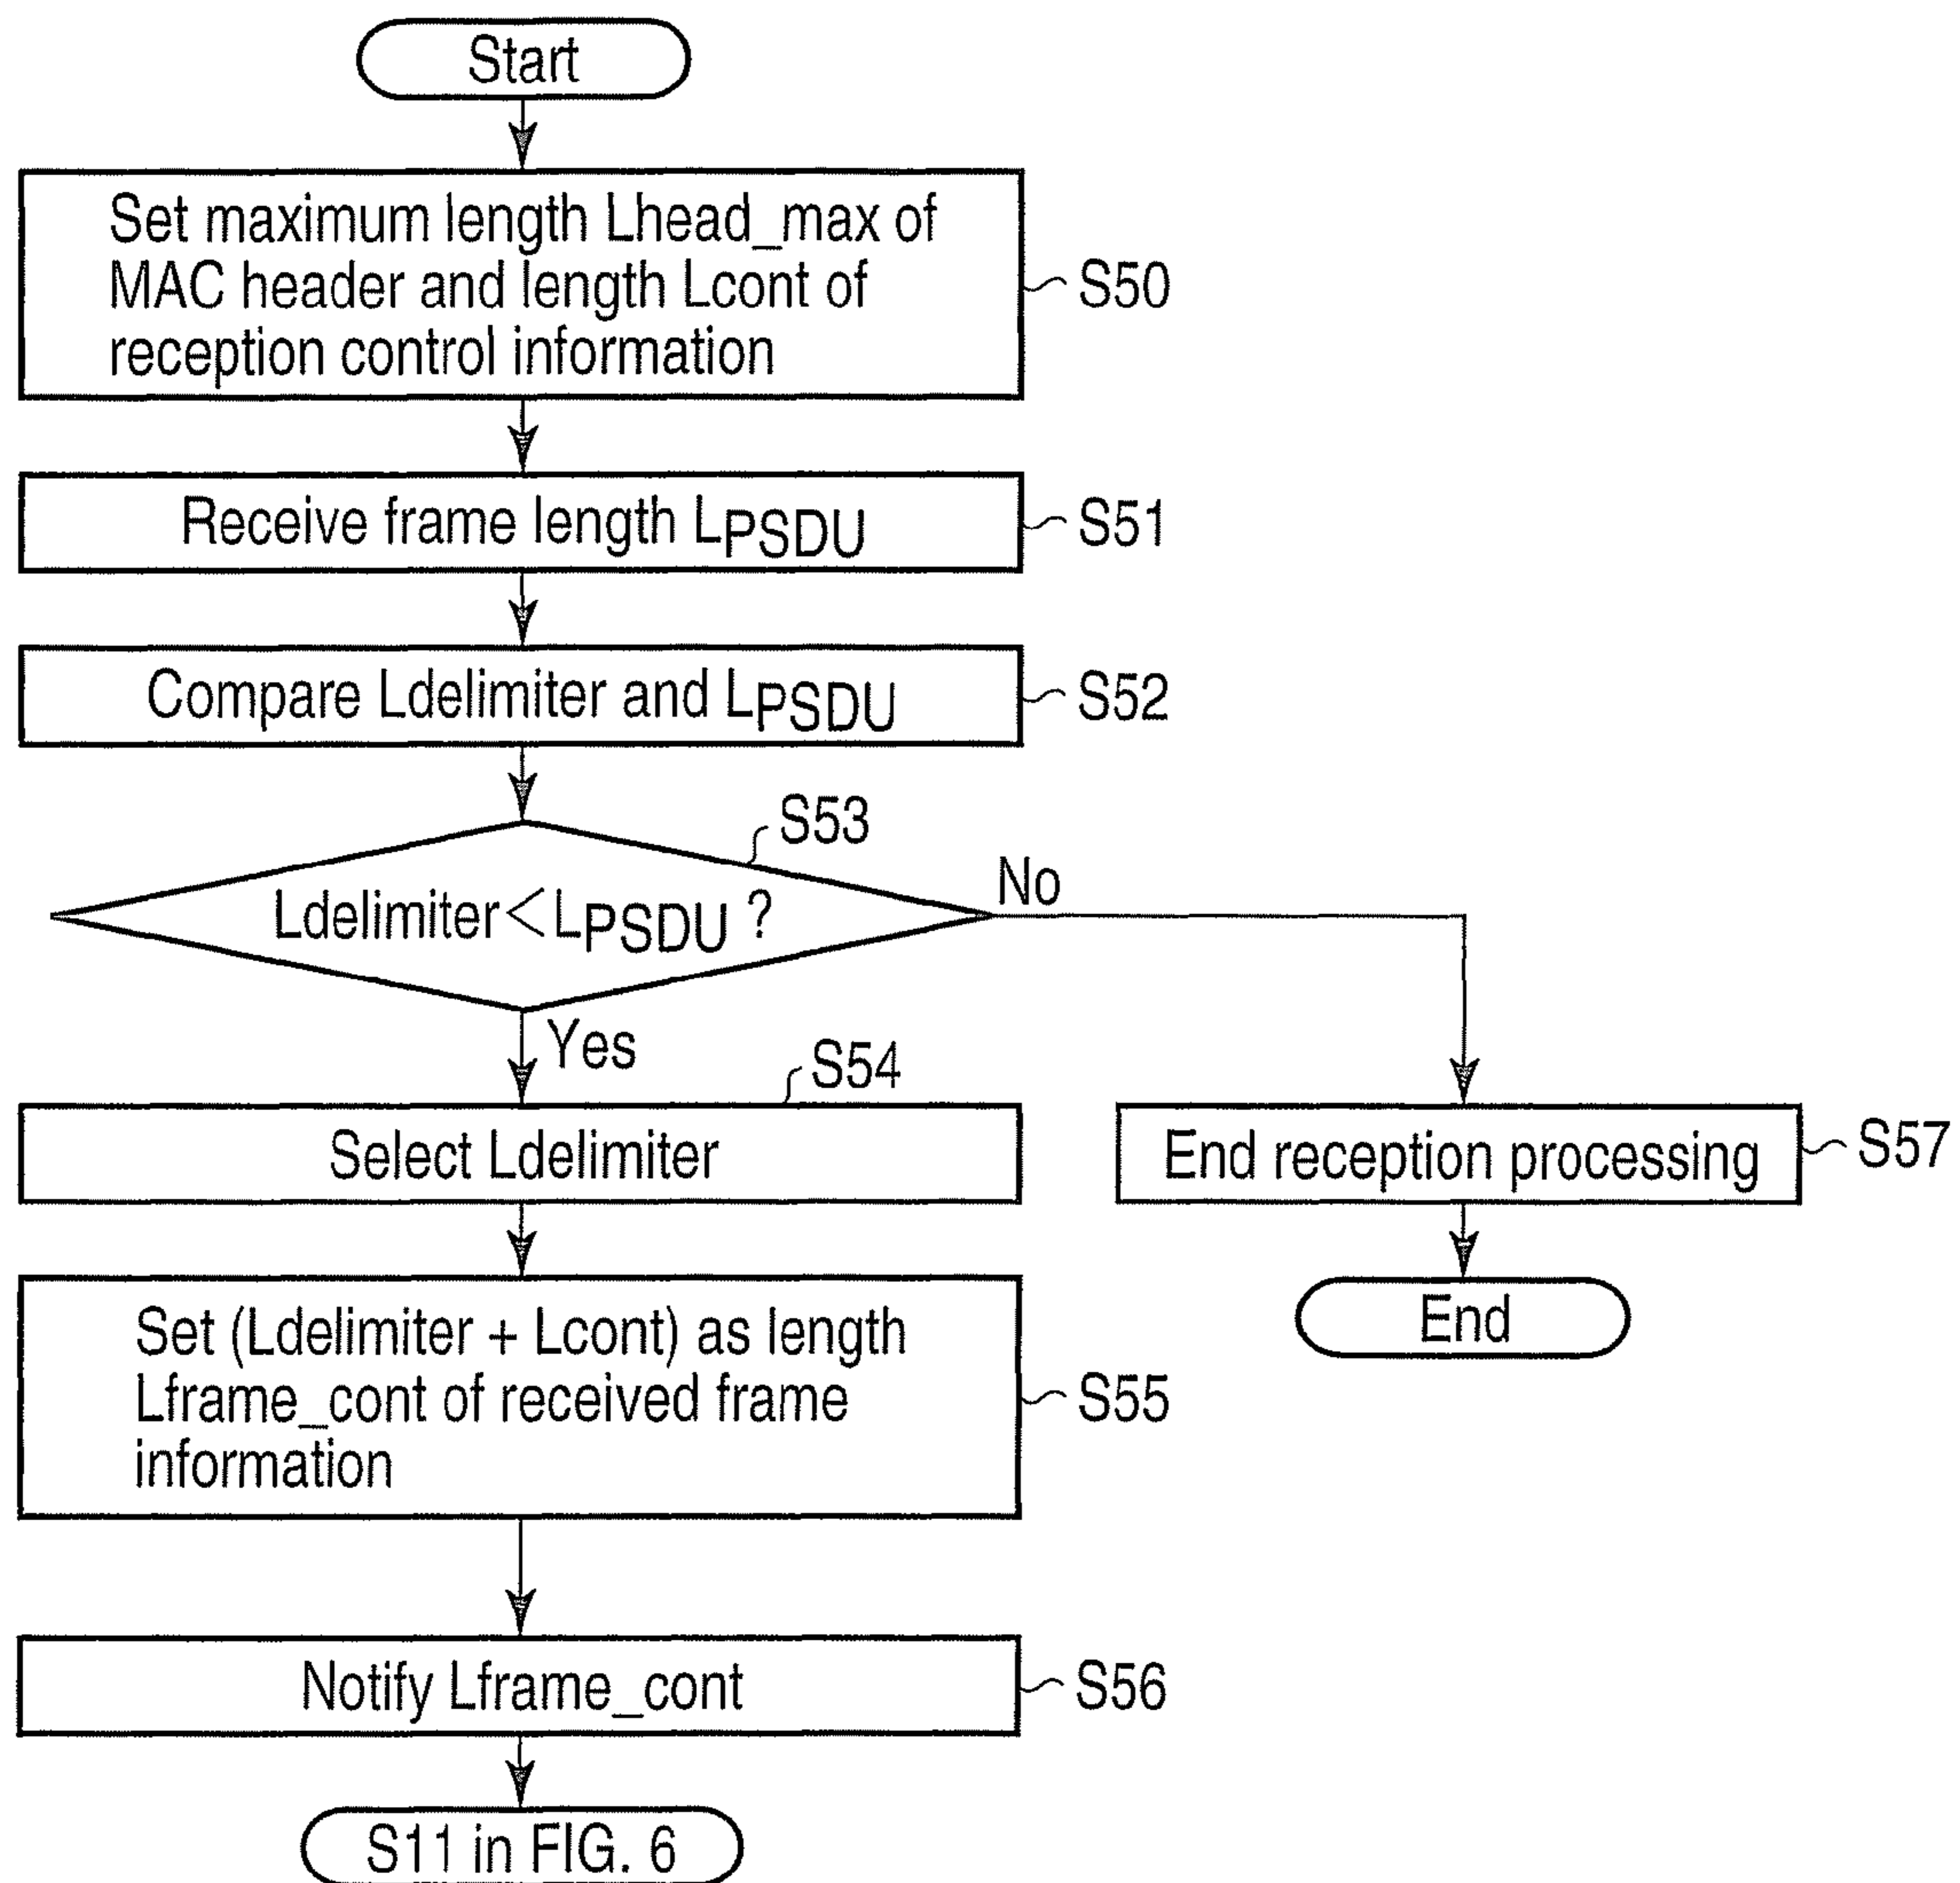 Start
Set maximum length Lhead_max of
MAC header and length Lcont of
reception control information
S50
Receive frame length LPSDU
S51
Compare Ldelimiter and LPSDU
S52
S53
Ldelimiter<LPSDU ?
No
Yes
S54
Select Ldelimiter
End reception processing
S57
Set (Ldelimiter + Lcont) as length
Lframe_cont of received frame
information
S55
End
Notify Lframe_cont
S56
S11 in FIG. 6